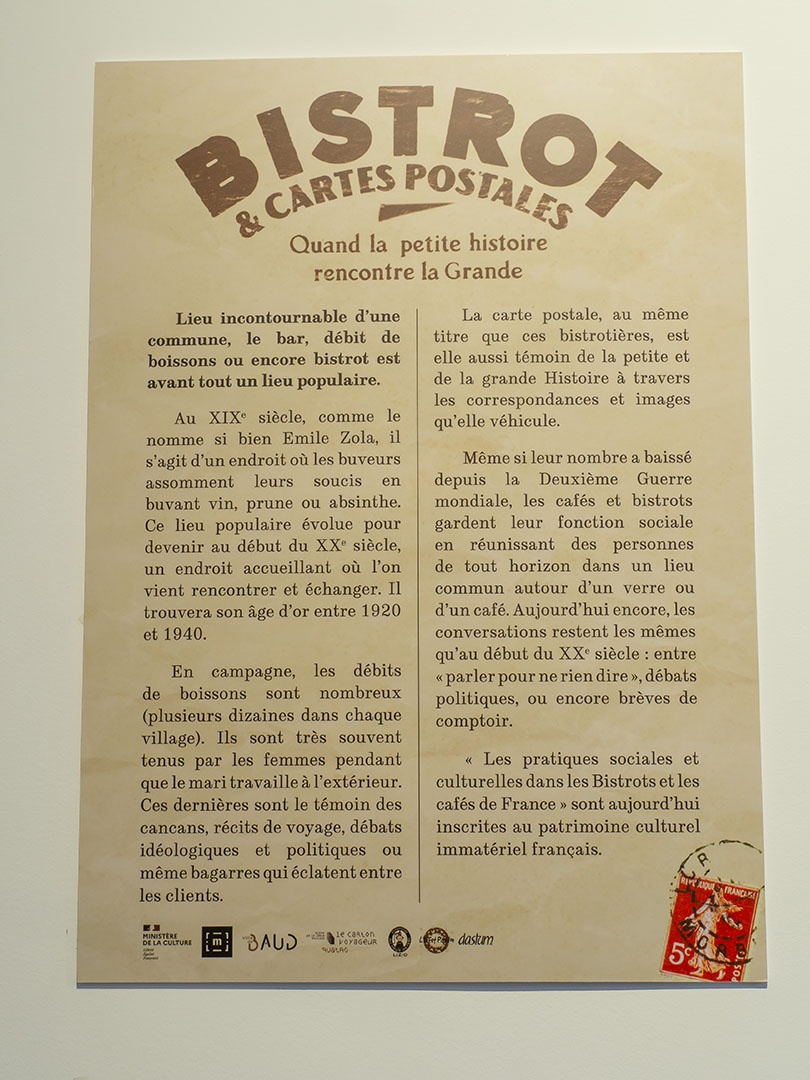 BISTROT
& CARTES POSTALES
Quand la petite histoire
rencontre la Grande
Lieu incontournable d'une
commune, le bar, débit de
boissons ou encore bistrot est
avant tout un lieu populaire.
Au XIXe siècle, comme le
nomme si bien Emile Zola, il
s'agit d'un endroit où les buveurs
assomment leurs soucis en
buvant vin, prune ou absinthe.
Ce lieu populaire évolue pour
devenir au début du XXe siècle,
un endroit accueillant où l'on
vient rencontrer et échanger. Il
trouvera son âge d'or entre 1920
et 1940.
En campagne, les débits
de boissons sont nombreux
(plusieurs dizaines dans chaque
village). Ils sont très souvent
tenus par les femmes pendant
que le mari travaille à l'extérieur.
Ces dernières sont le témoin des
cancans, récits de voyage, débats
idéologiques et politiques ou
même bagarres qui éclatent entre
les clients.
La carte postale, au même
titre que ces bistrotières, est
elle aussi témoin de la petite et
de la grande Histoire à travers
les correspondances et images
qu'elle véhicule.
Même si leur nombre a baissé
depuis la Deuxième Guerre
mondiale, les cafés et bistrots
gardent leur fonction sociale
en réunissant des personnes
de tout horizon dans un lieu
commun autour d'un verre ou
d'un café. Aujourd'hui encore, les
conversations restent les mêmes
qu'au début du XXe siècle : entre
« parler pour ne rien dire », débats
politiques, ou encore brèves de
comptoir.
« Les pratiques sociales et
culturelles dans les Bistrots et les
cafés de France » sont aujourd'hui
inscrites au patrimoine culturel
immatériel français.
MINISTÈRE
DE LA CULTURE
Liberté
Égalité
Fraternité
[m]
BAUD
le carton
voyageur
dastum
REPUBLIQUE FRANÇAISE
5c
POSTES
MOR